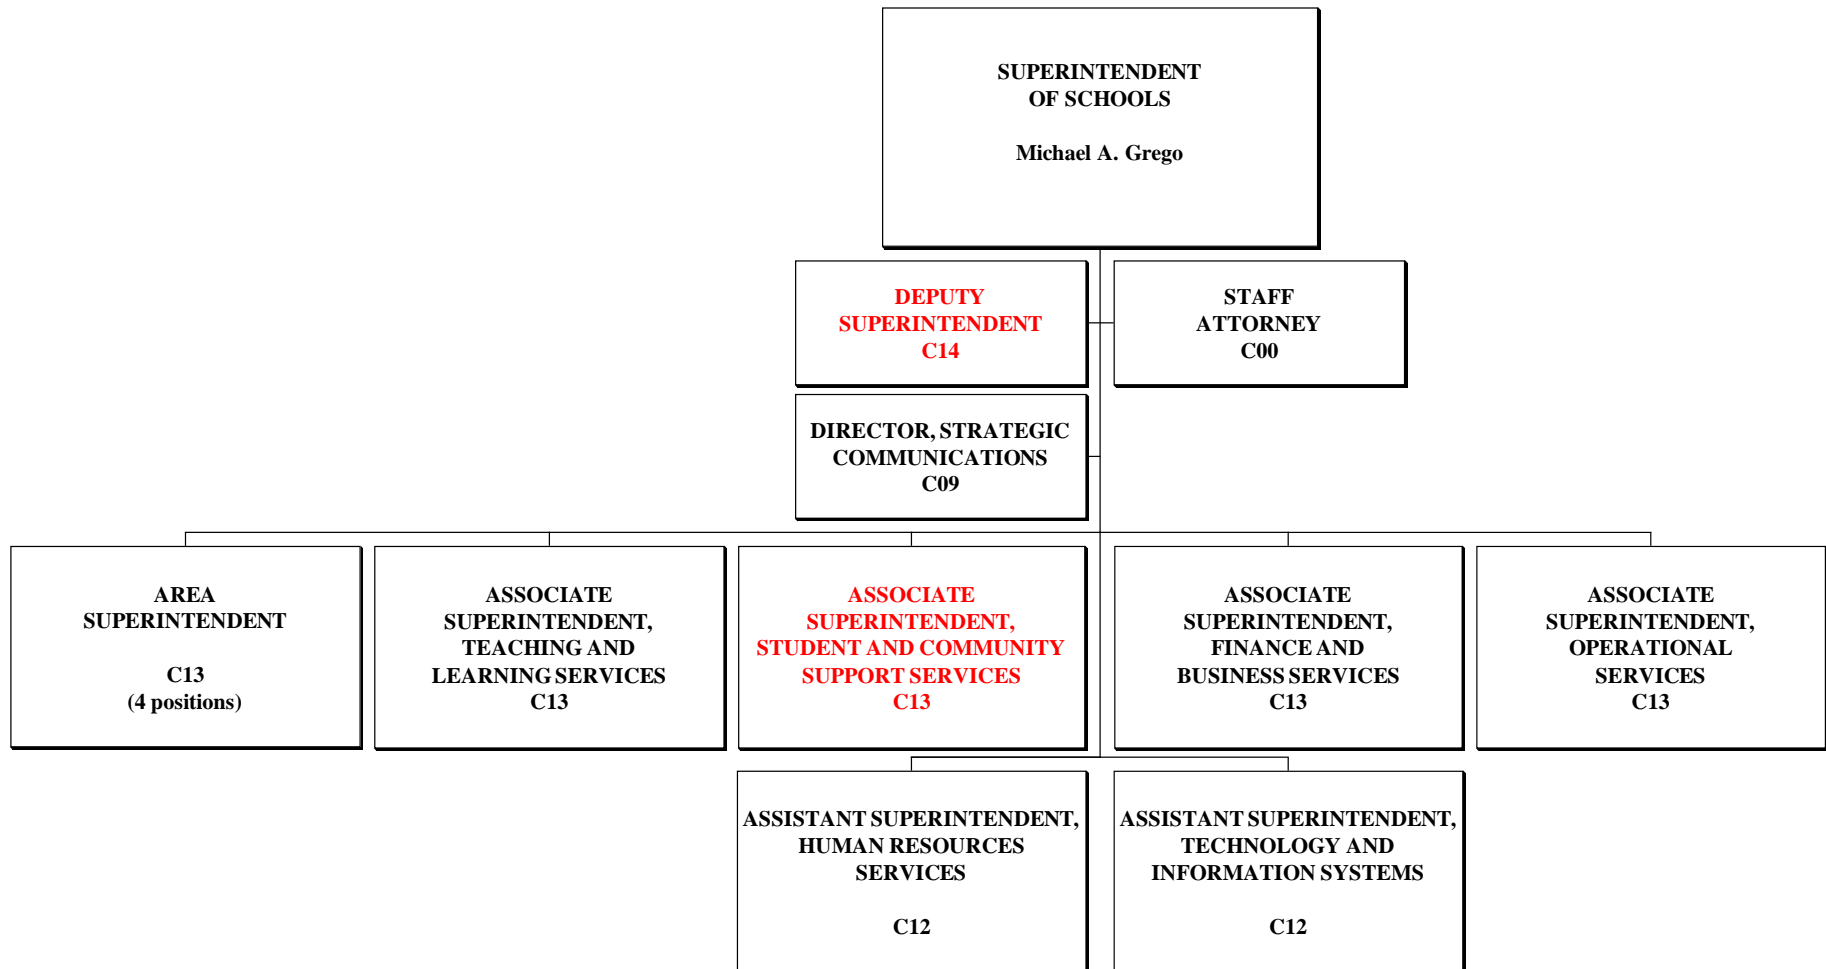 SUPERINTENDENT
OF SCHOOLS
Michael A. Grego
DEPUTY
SUPERINTENDENT
C14
STAFF
ATTORNEY
C00
DIRECTOR, STRATEGIC
COMMUNICATIONS
C09
AREA
SUPERINTENDENT
C13
(4 positions)
ASSOCIATE
SUPERINTENDENT,
TEACHING AND
LEARNING SERVICES
C13
ASSOCIATE
SUPERINTENDENT,
STUDENT AND COMMUNITY
SUPPORT SERVICES
C13
ASSOCIATE
SUPERINTENDENT,
FINANCE AND
BUSINESS SERVICES
C13
ASSOCIATE
SUPERINTENDENT,
OPERATIONAL
SERVICES
C13
ASSISTANT SUPERINTENDENT,
HUMAN RESOURCES
SERVICES
C12
ASSISTANT SUPERINTENDENT,
TECHNOLOGY AND
INFORMATION SYSTEMS
C12